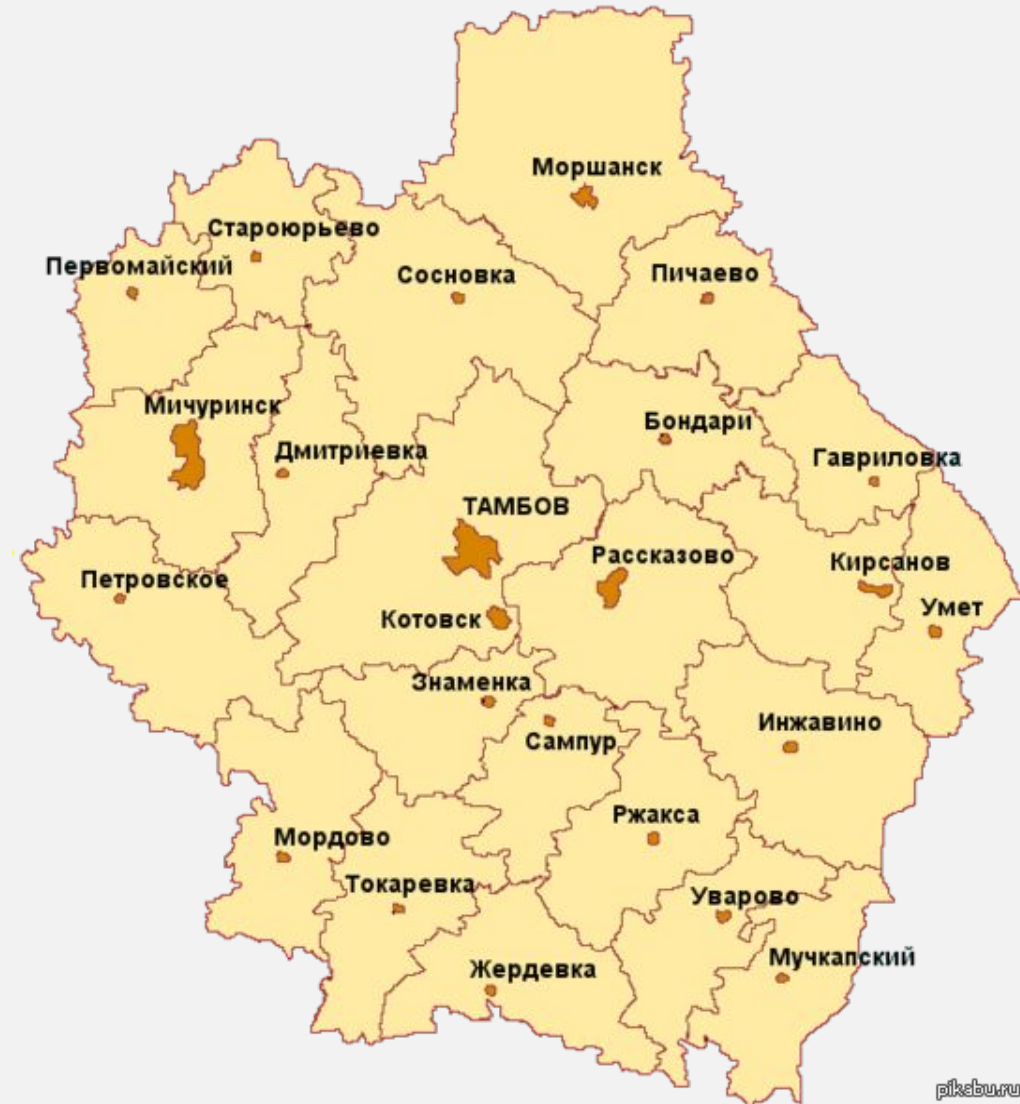 Моршанск
Староюрьево
Первомайский
Сосновка
Пичаево
Мичуринск
Дмитриевка
Бондари
Гавриловка
ТАМБОВ
Рассказово
Кирсанов
Петровское
Котовск
Умет
Знаменка
Сампур
Инжавино
Ржакса
Мордово
Токаревка
Уварово
Мучкапский
Жердевка
pikabu.ru